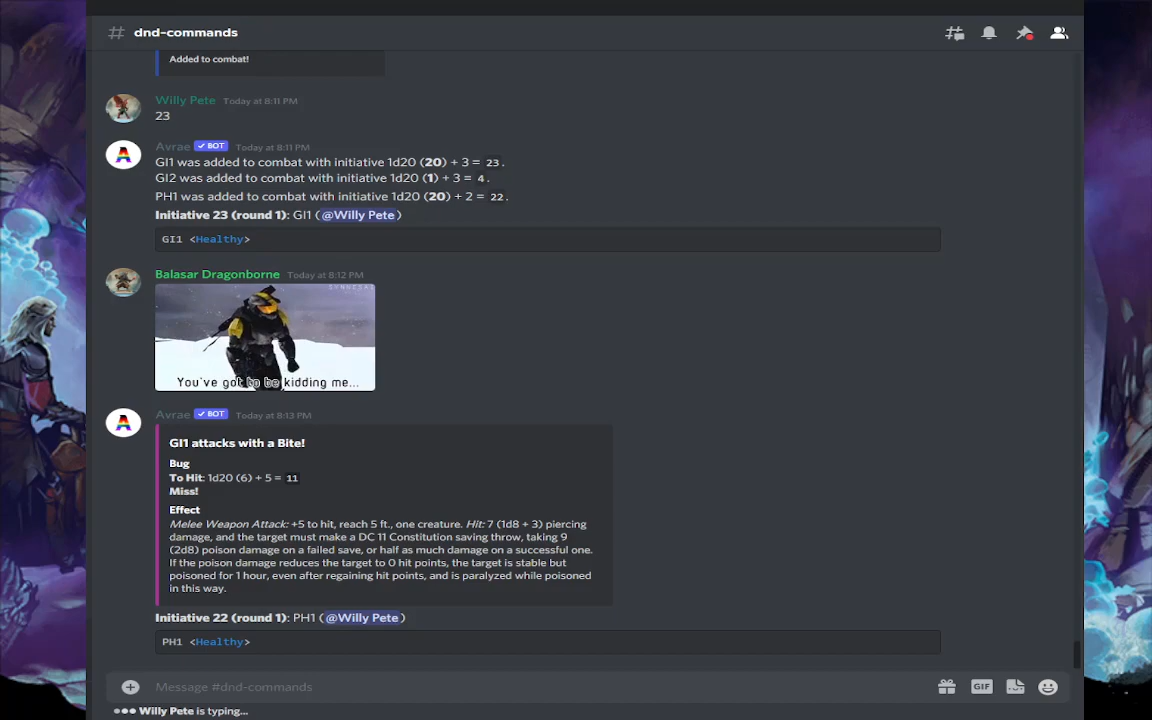 # dnd-commands
Added to combat!
Willy Pete Today at 8:11 PM
23
Avrae ✓ BOT Today at 8:11 PM
GI1 was added to combat with initiative 1d20 (20) + 3 = 23.
GI2 was added to combat with initiative 1d20 (1) + 3 = 4.
PH1 was added to combat with initiative 1d20 (20) + 2 = 22.
Initiative 23 (round 1): GI1 (@Willy Pete)
GI1 <Healthy>
Balasar Dragonborne Today at 8:12 PM
You've got to be kidding me...
Avrae ✓ BOT Today at 8:13 PM
GI1 attacks with a Bite!
Bug
To Hit: 1d20 (6) + 5 = 11
Miss!
Effect
Melee Weapon Attack: +5 to hit, reach 5 ft., one creature. Hit: 7 (1d8 + 3) piercing
damage, and the target must make a DC 11 Constitution saving throw, taking 9
(2d8) poison damage on a failed save, or half as much damage on a successful one.
If the poison damage reduces the target to 0 hit points, the target is stable but
poisoned for 1 hour, even after regaining hit points, and is paralyzed while poisoned
in this way.
Initiative 22 (round 1): PH1 (@Willy Pete)
PH1 <Healthy>
Message #dnd-commands
GIF
Willy Pete is typing...